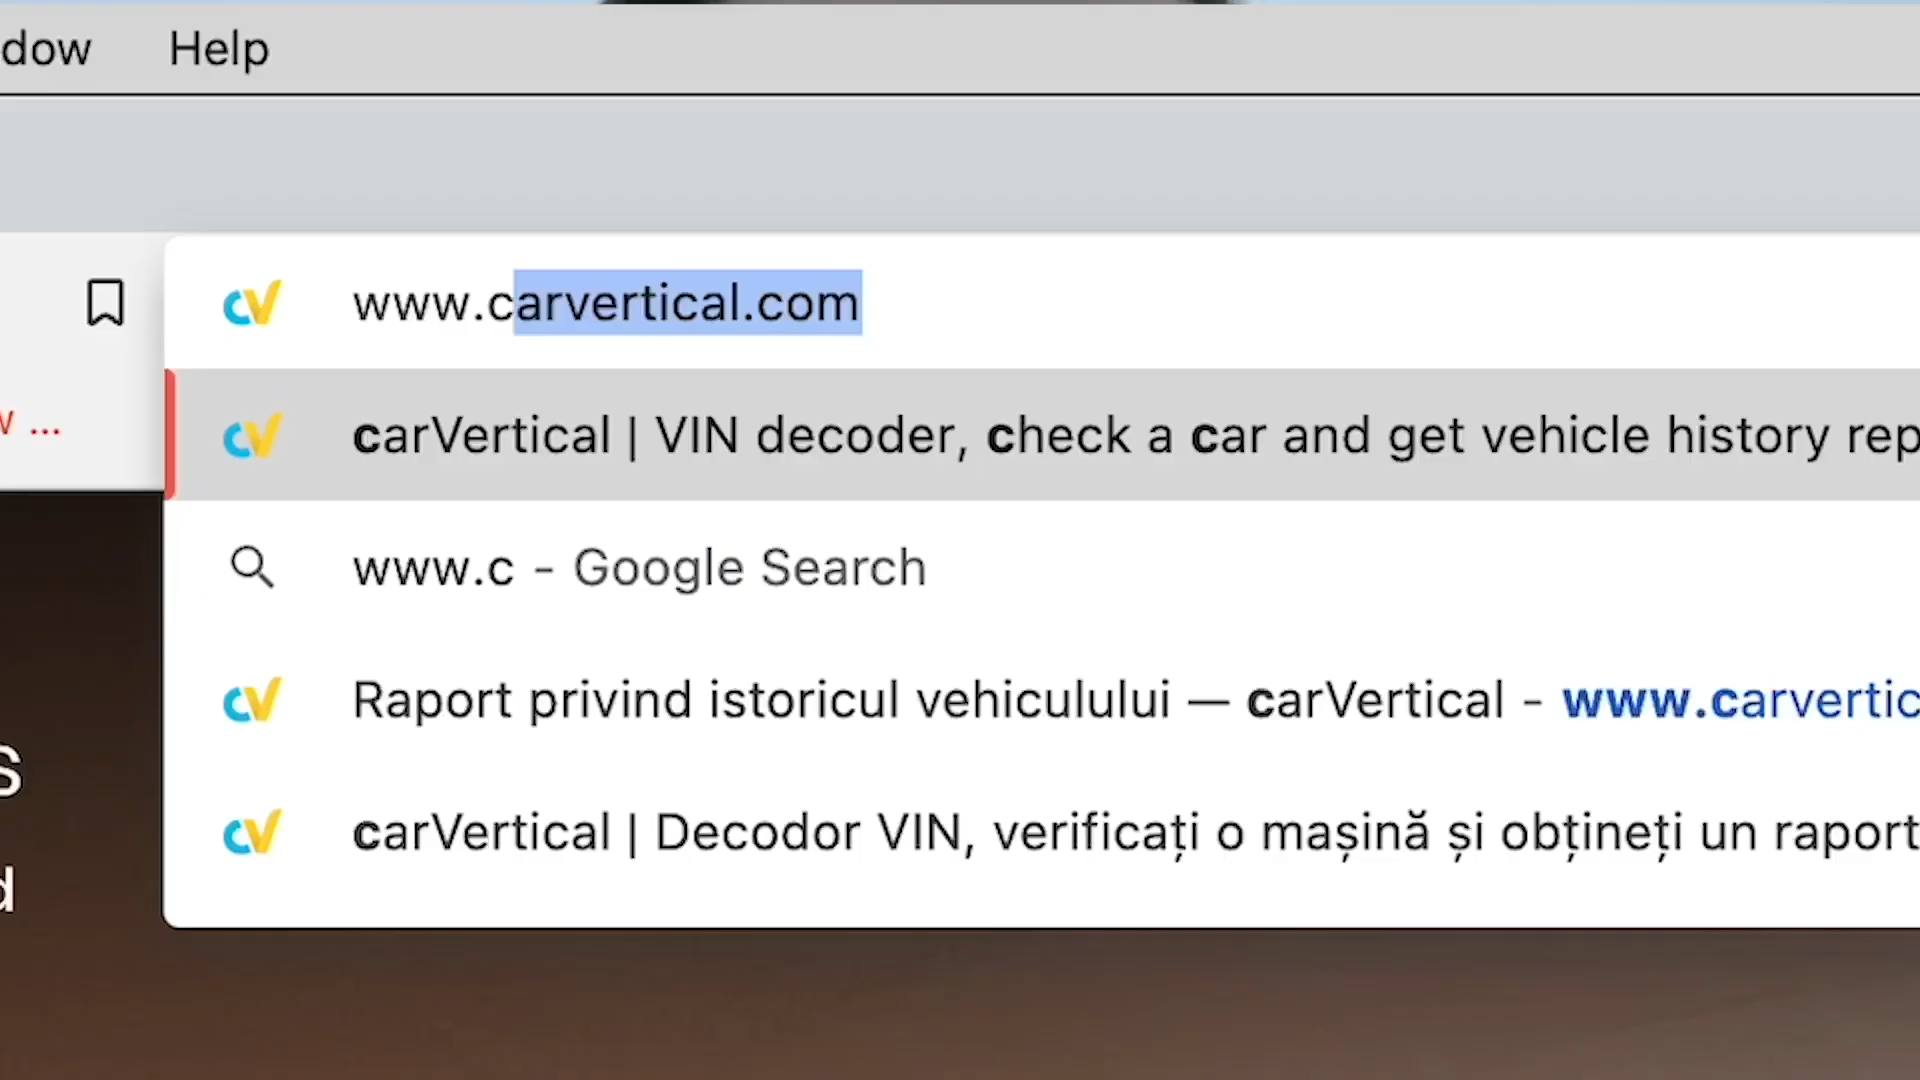 dow Help
www.carvertical.com
carVertical | VIN decoder, check a car and get vehicle history rep
w ...
www.c - Google Search
Raport privind istoricul vehiculului — carVertical - www.carvertic
S
carVertical | Decodor VIN, verificați o mașină și obțineți un raport
d